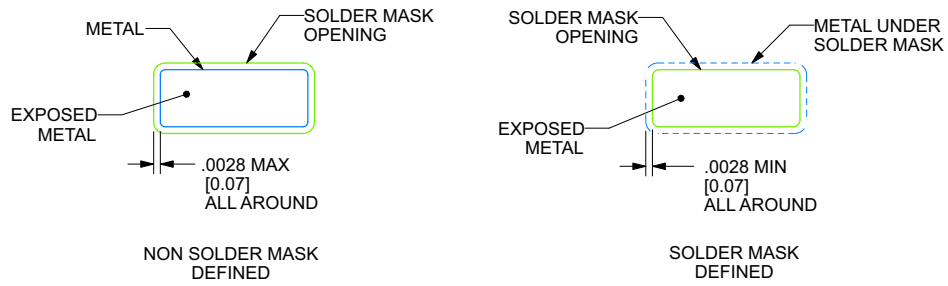 METAL
SOLDER MASK
OPENING
EXPOSED
METAL
.0028 MAX
[0.07]
ALL AROUND
NON SOLDER MASK
DEFINED
SOLDER MASK
OPENING
METAL UNDER
SOLDER MASK
EXPOSED
METAL
.0028 MIN
[0.07]
ALL AROUND
SOLDER MASK
DEFINED